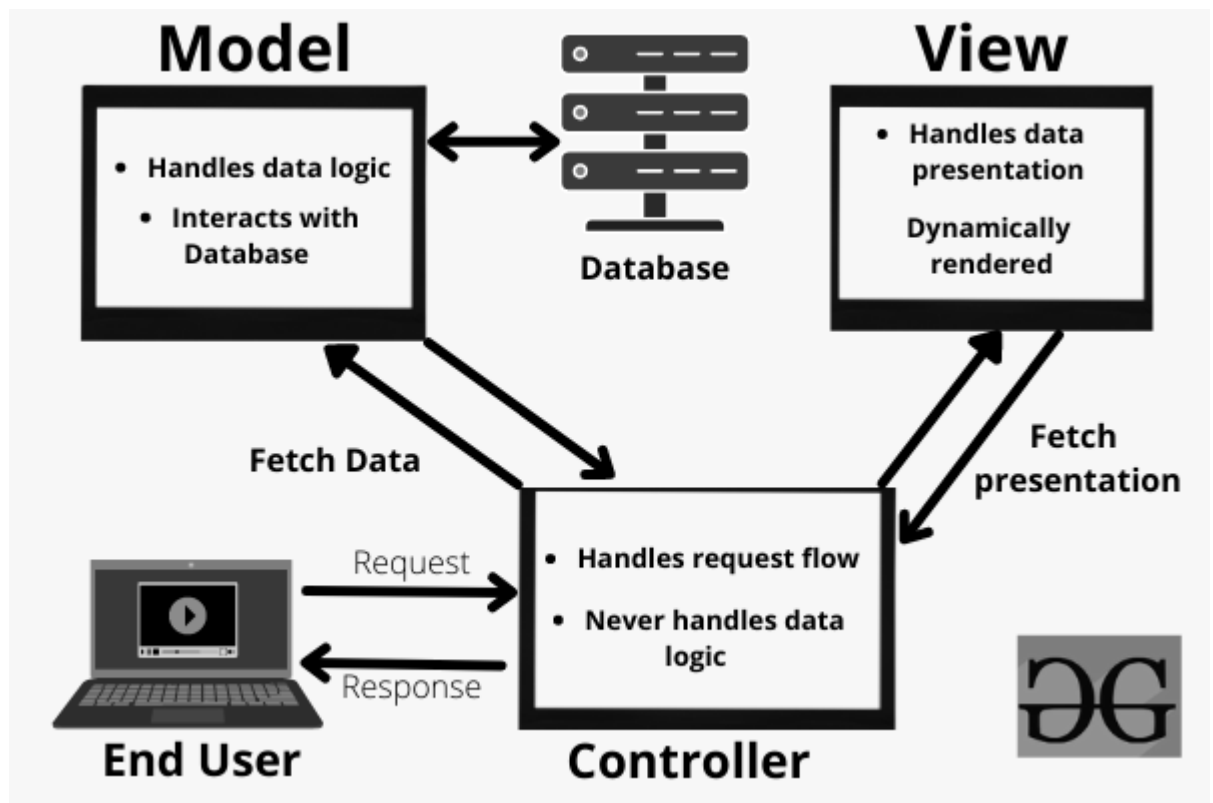 Model
View
• Handles data logic
• Interacts with
Database
Database
• Handles data
presentation
Dynamically
rendered
Fetch Data
Fetch
presentation
Request
Response
• Handles request flow
• Never handles data
logic
End User
Controller